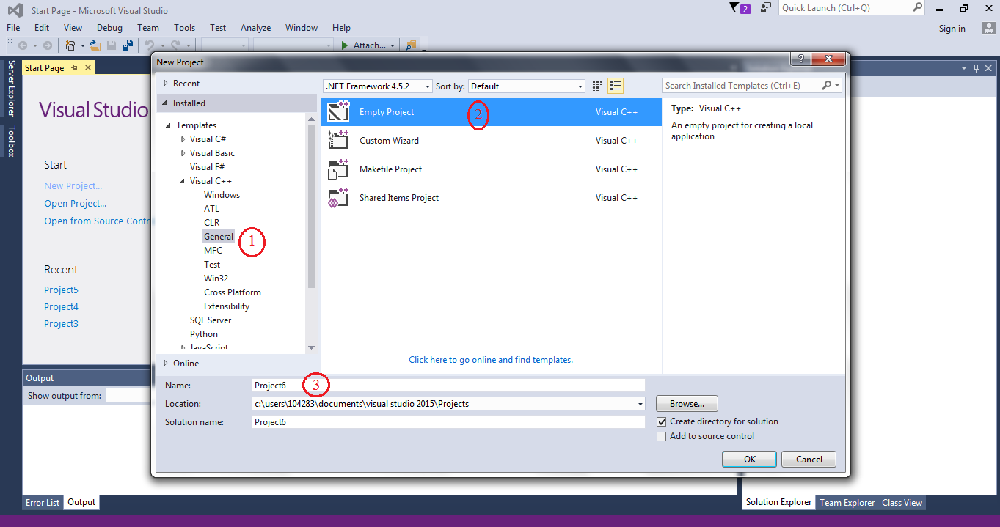 Start Page - Microsoft Visual Studio
2
Quick Launch (Ctrl+Q)
File Edit View Debug Team Tools Test Analyze Window Help
Sign in
Attach...
Server Explorer
Toolbox
Start Page
Visual Studio
Start
New Project...
Open Project...
Open from Source Contr
Recent
Project5
Project4
Project3
New Project
?
Recent
Installed
Templates
Visual C#
Visual Basic
Visual F#
Visual C++
Windows
ATL
CLR
General
1
MFC
Test
Win32
Cross Platform
Extensibility
SQL Server
Python
JavaScript
Online
.NET Framework 4.5.2 Sort by: Default
Empty Project 2 Visual C++
Custom Wizard Visual C++
Makefile Project Visual C++
Shared Items Project Visual C++
Click here to go online and find templates.
Search Installed Templates (Ctrl+E)
Type: Visual C++
An empty project for creating a local
application
Name: Project6 3
Location: c:\users\104283\documents\visual studio 2015\Projects
Browse...
Solution name: Project6
Create directory for solution
Add to source control
OK Cancel
Output
Show output from:
Error List Output
Solution Explorer Team Explorer Class View